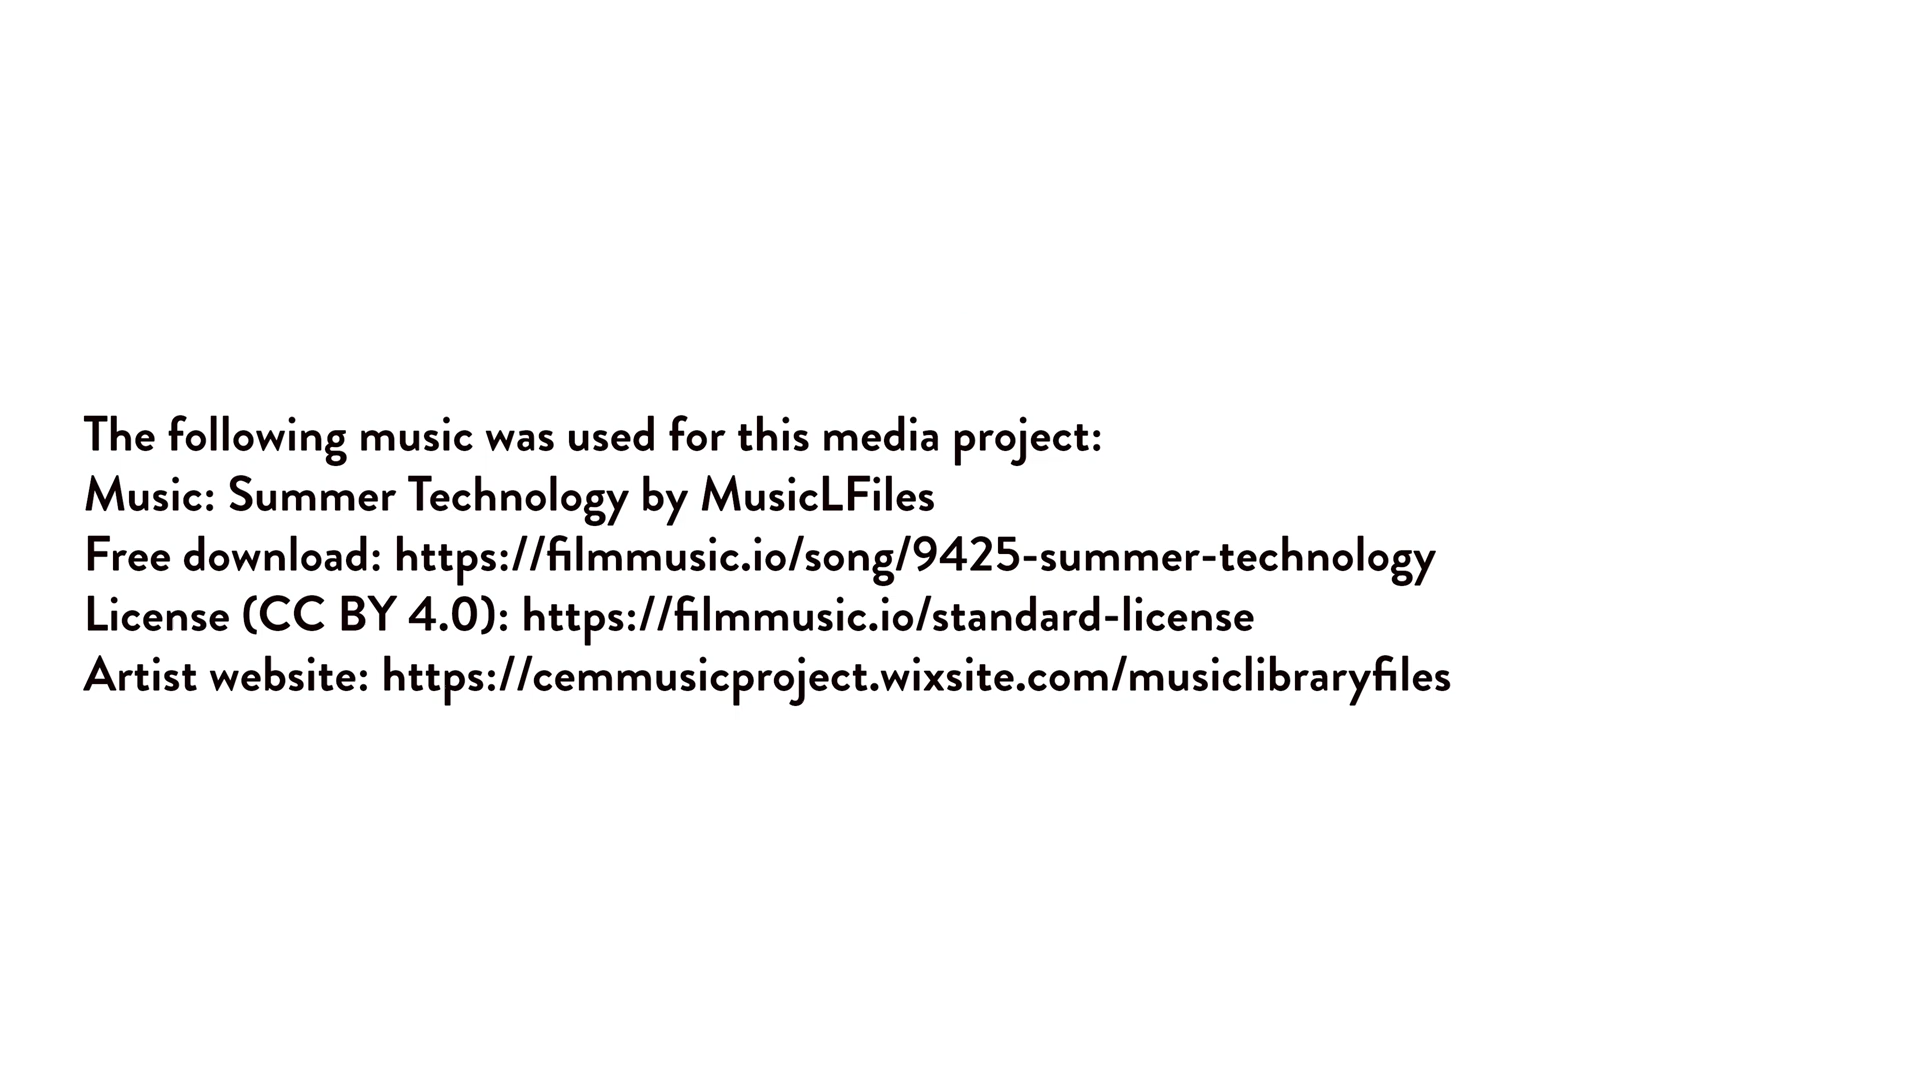 The following music was used for this media project:
Music: Summer Technology by MusicLFiles
Free download: https://filmmusic.io/song/9425-summer-technology
License (CC BY 4.0): https://filmmusic.io/standard-license
Artist website: https://cemmusicproject.wixsite.com/musiclibraryfiles